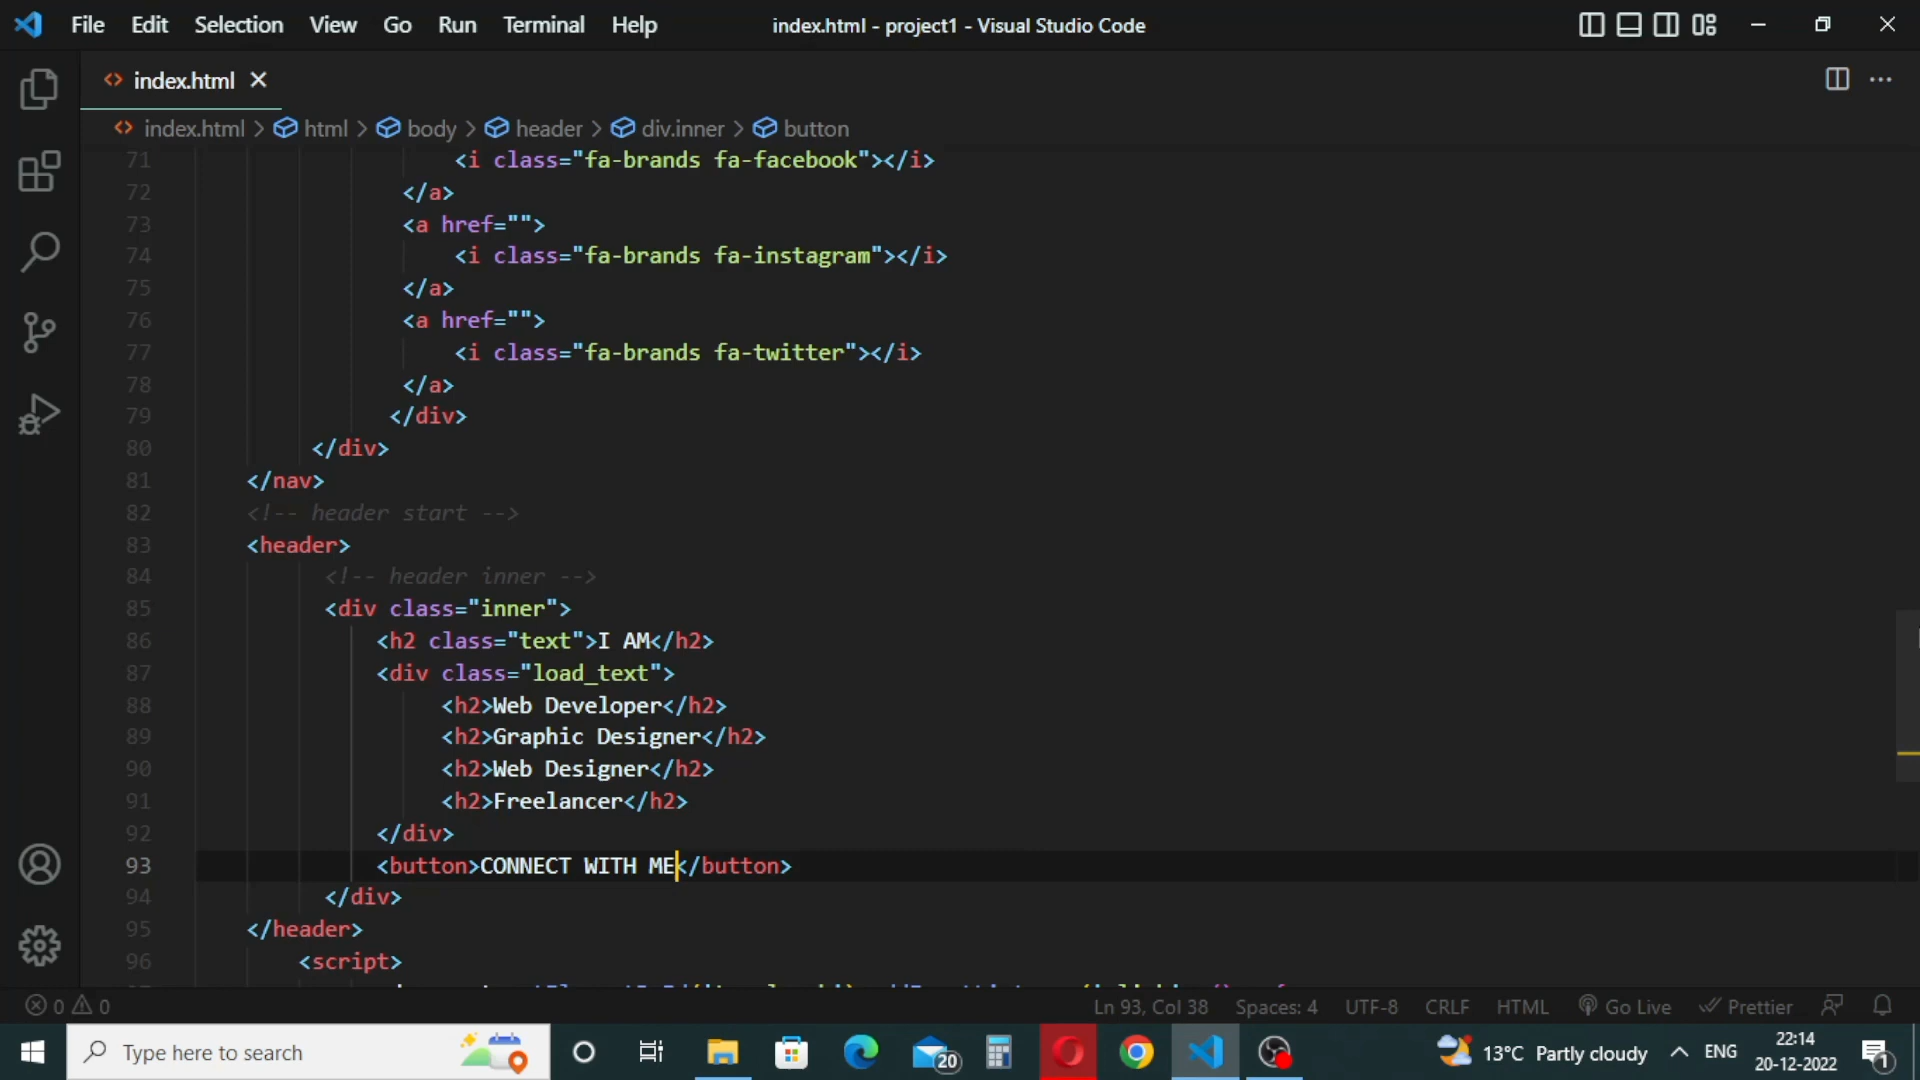 File Edit Selection View Go Run Terminal Help index.html - project1 - Visual Studio Code
index.html
index.html > html > body > header > div.inner > button
71 <i class="fa-brands fa-facebook"></i>
72 </a>
73 <a href="">
74 <i class="fa-brands fa-instagram"></i>
75 </a>
76 <a href="">
77 <i class="fa-brands fa-twitter"></i>
78 </a>
79 </div>
80 </div>
81 </nav>
82 <!-- header start -->
83 <header>
84 <!-- header inner -->
85 <div class="inner">
86 <h2 class="text">I AM</h2>
87 <div class="load_text">
88 <h2>Web Developer</h2>
89 <h2>Graphic Designer</h2>
90 <h2>Web Designer</h2>
91 <h2>Freelancer</h2>
92 </div>
93 <button>CONNECT WITH ME</button>
94 </div>
95 </header>
96 <script>
0 0 Ln 93, Col 38 Spaces: 4 UTF-8 CRLF HTML Go Live Prettier
Type here to search 20 13°C Partly cloudy ENG 22:14 1
20-12-2022